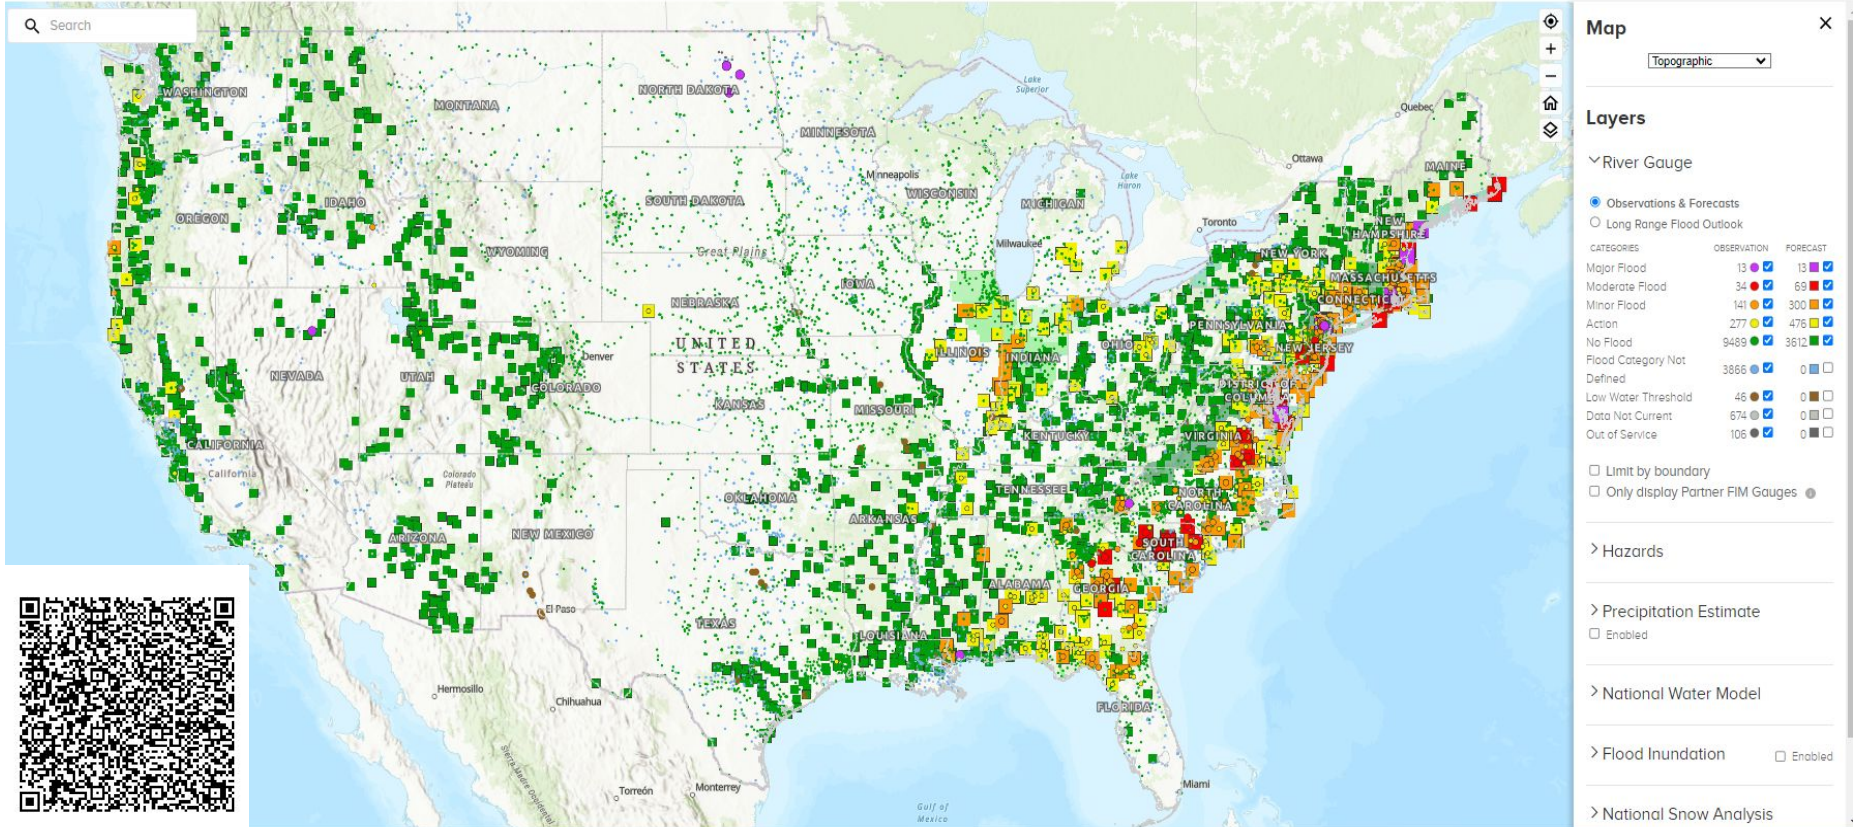 Search
WASHINGTON
MONTANA
NORTH DAKOTA
MINNESOTA
Lake
Superior
Quebec
Ottawa
MAINE
Minneapolis
WISCONSIN
Lake
Huron
MICHIGAN
Toronto
SOUTH DAKOTA
IDAHO
OREGON
WYOMING
Great Plains
Milwaukee
NEW
HAMPSHIRE
NEW YORK
MASSACHUSETTS
CONNECTIC
IOWA
NEBRASKA
PENNSYLVANIA
UNITED
STATES
Denver
ILLINOIS
INDIANA
OHIO
NEW JERSEY
NEVADA
UTAH
COLORADO
KANSAS
MISSOURI
DISTRICT OF
COLUMBIA
CALIFORNIA
California
KENTUCKY
VIRGINIA
Colorado
Plateau
OKLAHOMA
TENNESSEE
NORTH
CAROLINA
ARIZONA
NEW MEXICO
ARKANSAS
SOUTH
CAROLINA
ALABAMA
GEORGIA
El Paso
TEXAS
LOUISIANA
Hermosillo
Chihuahua
FLORIDA
Sierra Madre Occidental
Torreón
Monterrey
Miami
Gulf of
Mexico
Map
Topographic
Layers
River Gauge
Observations & Forecasts
Long Range Flood Outlook
CATEGORIES OBSERVATION FORECAST
Major Flood 13 13
Moderate Flood 34 69
Minor Flood 141 300
Action 277 476
No Flood 9489 3612
Flood Category Not
Defined 3866 0
Low Water Threshold 46 0
Data Not Current 674 0
Out of Service 106 0
Limit by boundary
Only display Partner FIM Gauges
Hazards
Precipitation Estimate
Enabled
National Water Model
Flood Inundation Enabled
National Snow Analysis